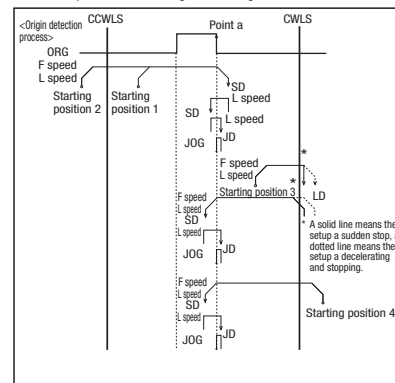 <Origin detection
process>
CCWLS
Point a
CWLS
ORG
F speed
L speed
Starting
position 2
Starting
position 1
SD
L speed
SD
L speed
JOG
JD
F speed
L speed
*
Starting position 3
*
LD
F speed
L speed
SD
L speed
JD
JOG
* A solid line means the
setup a sudden stop,
dotted line means the
setup a decelerating
and stopping.
F speed
L speed
SD
L speed
JD
JOG
Starting position 4